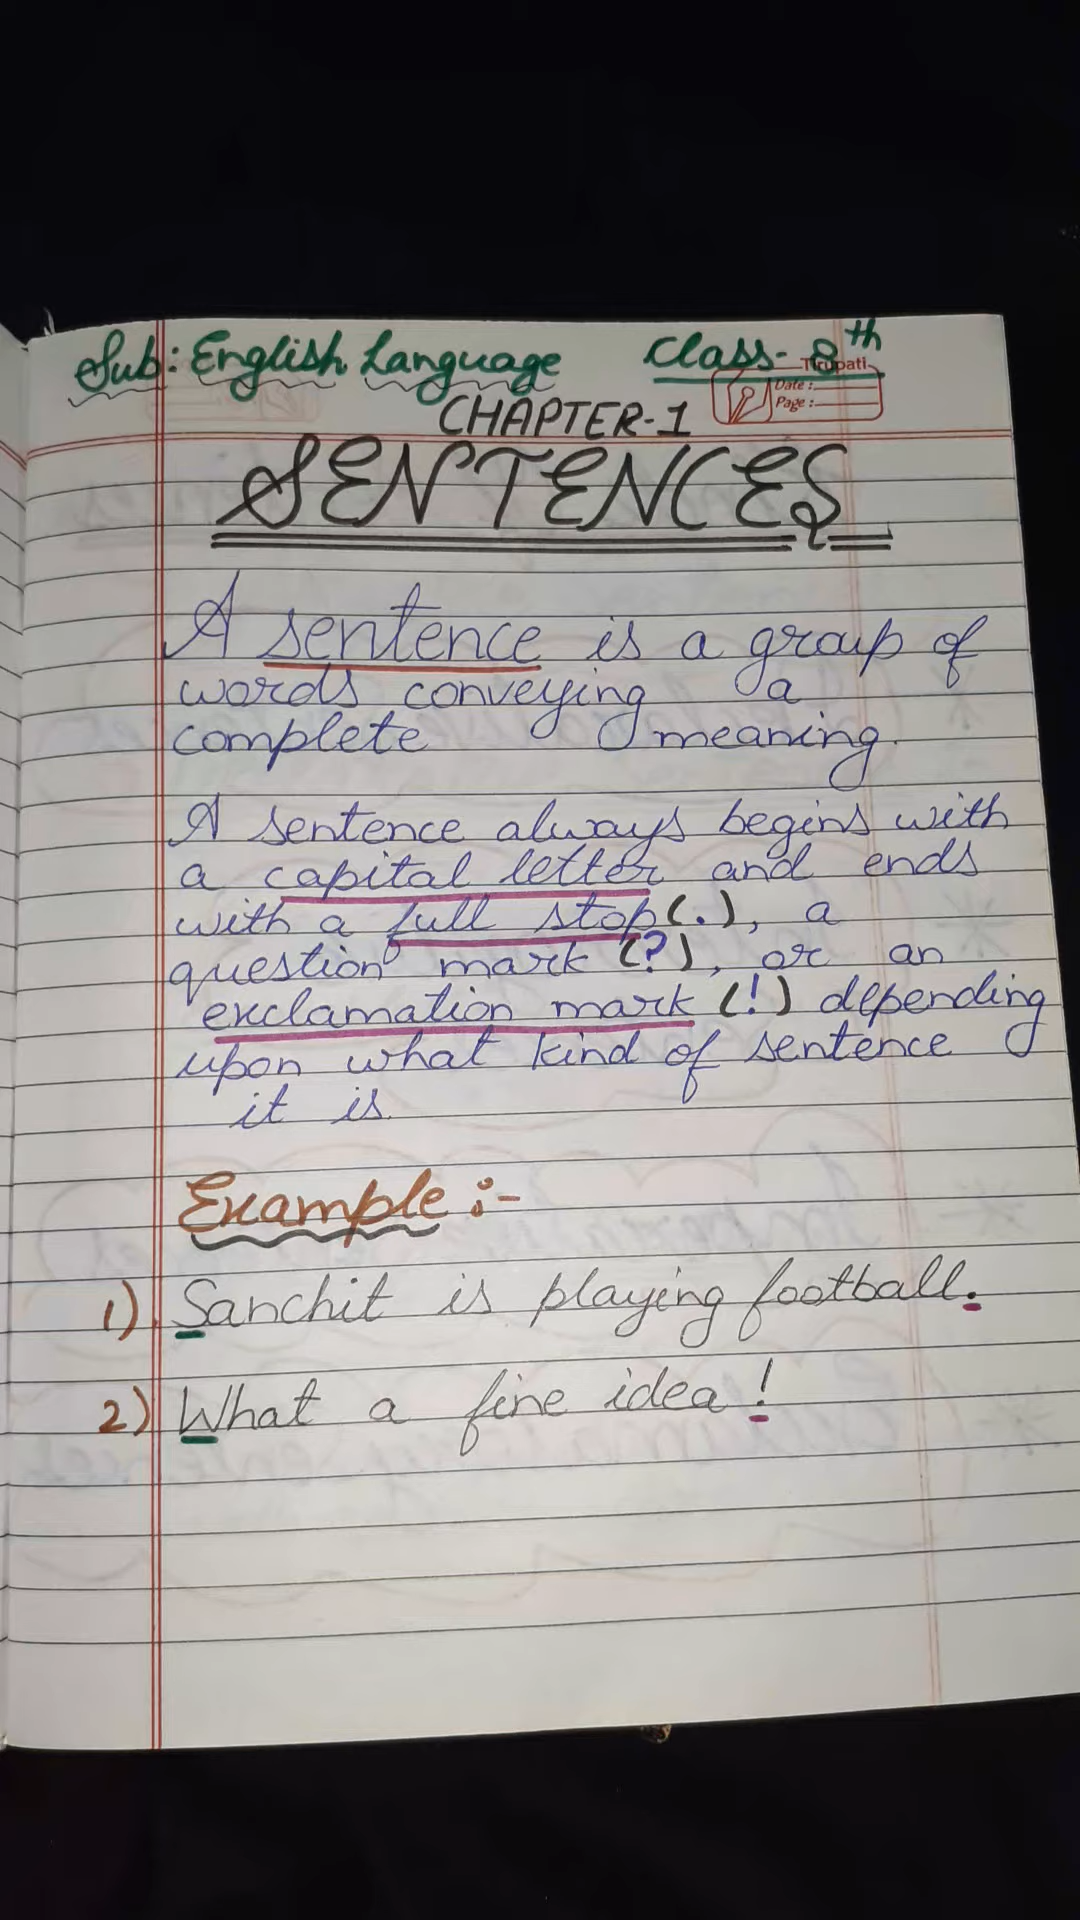 Sub: English Language Class- 8th
Tirupati
Date :
Page :
CHAPTER-1
SENTENCES
A sentence is a group of
words conveying a
complete meaning.
A sentence always begins with
a capital letter and ends
with a full stop(.), a
question mark (?), or an
exclamation mark (!) depending
upon what kind of sentence
it is.
Example :-
1) Sanchit is playing football.
2) What a fine idea !